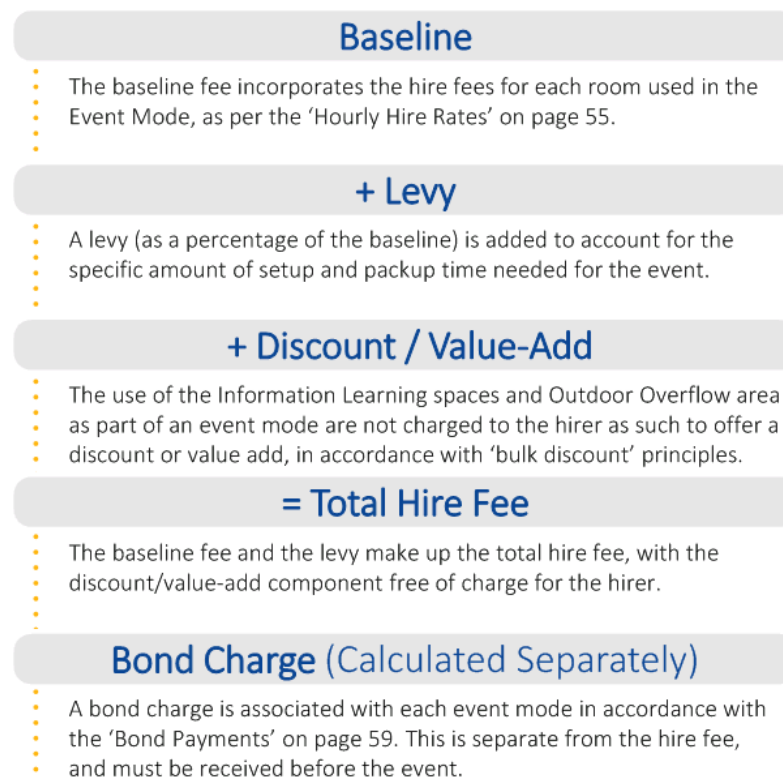 Baseline
The baseline fee incorporates the hire fees for each room used in the
Event Mode, as per the ‘Hourly Hire Rates’ on page 55.
+ Levy
A levy (as a percentage of the baseline) is added to account for the
specific amount of setup and packup time needed for the event.
+ Discount / Value-Add
The use of the Information Learning spaces and Outdoor Overflow area
as part of an event mode are not charged to the hirer as such to offer a
discount or value add, in accordance with ‘bulk discount’ principles.
= Total Hire Fee
The baseline fee and the levy make up the total hire fee, with the
discount/value-add component free of charge for the hirer.
Bond Charge (Calculated Separately)
A bond charge is associated with each event mode in accordance with
the ‘Bond Payments’ on page 59. This is separate from the hire fee,
and must be received before the event.